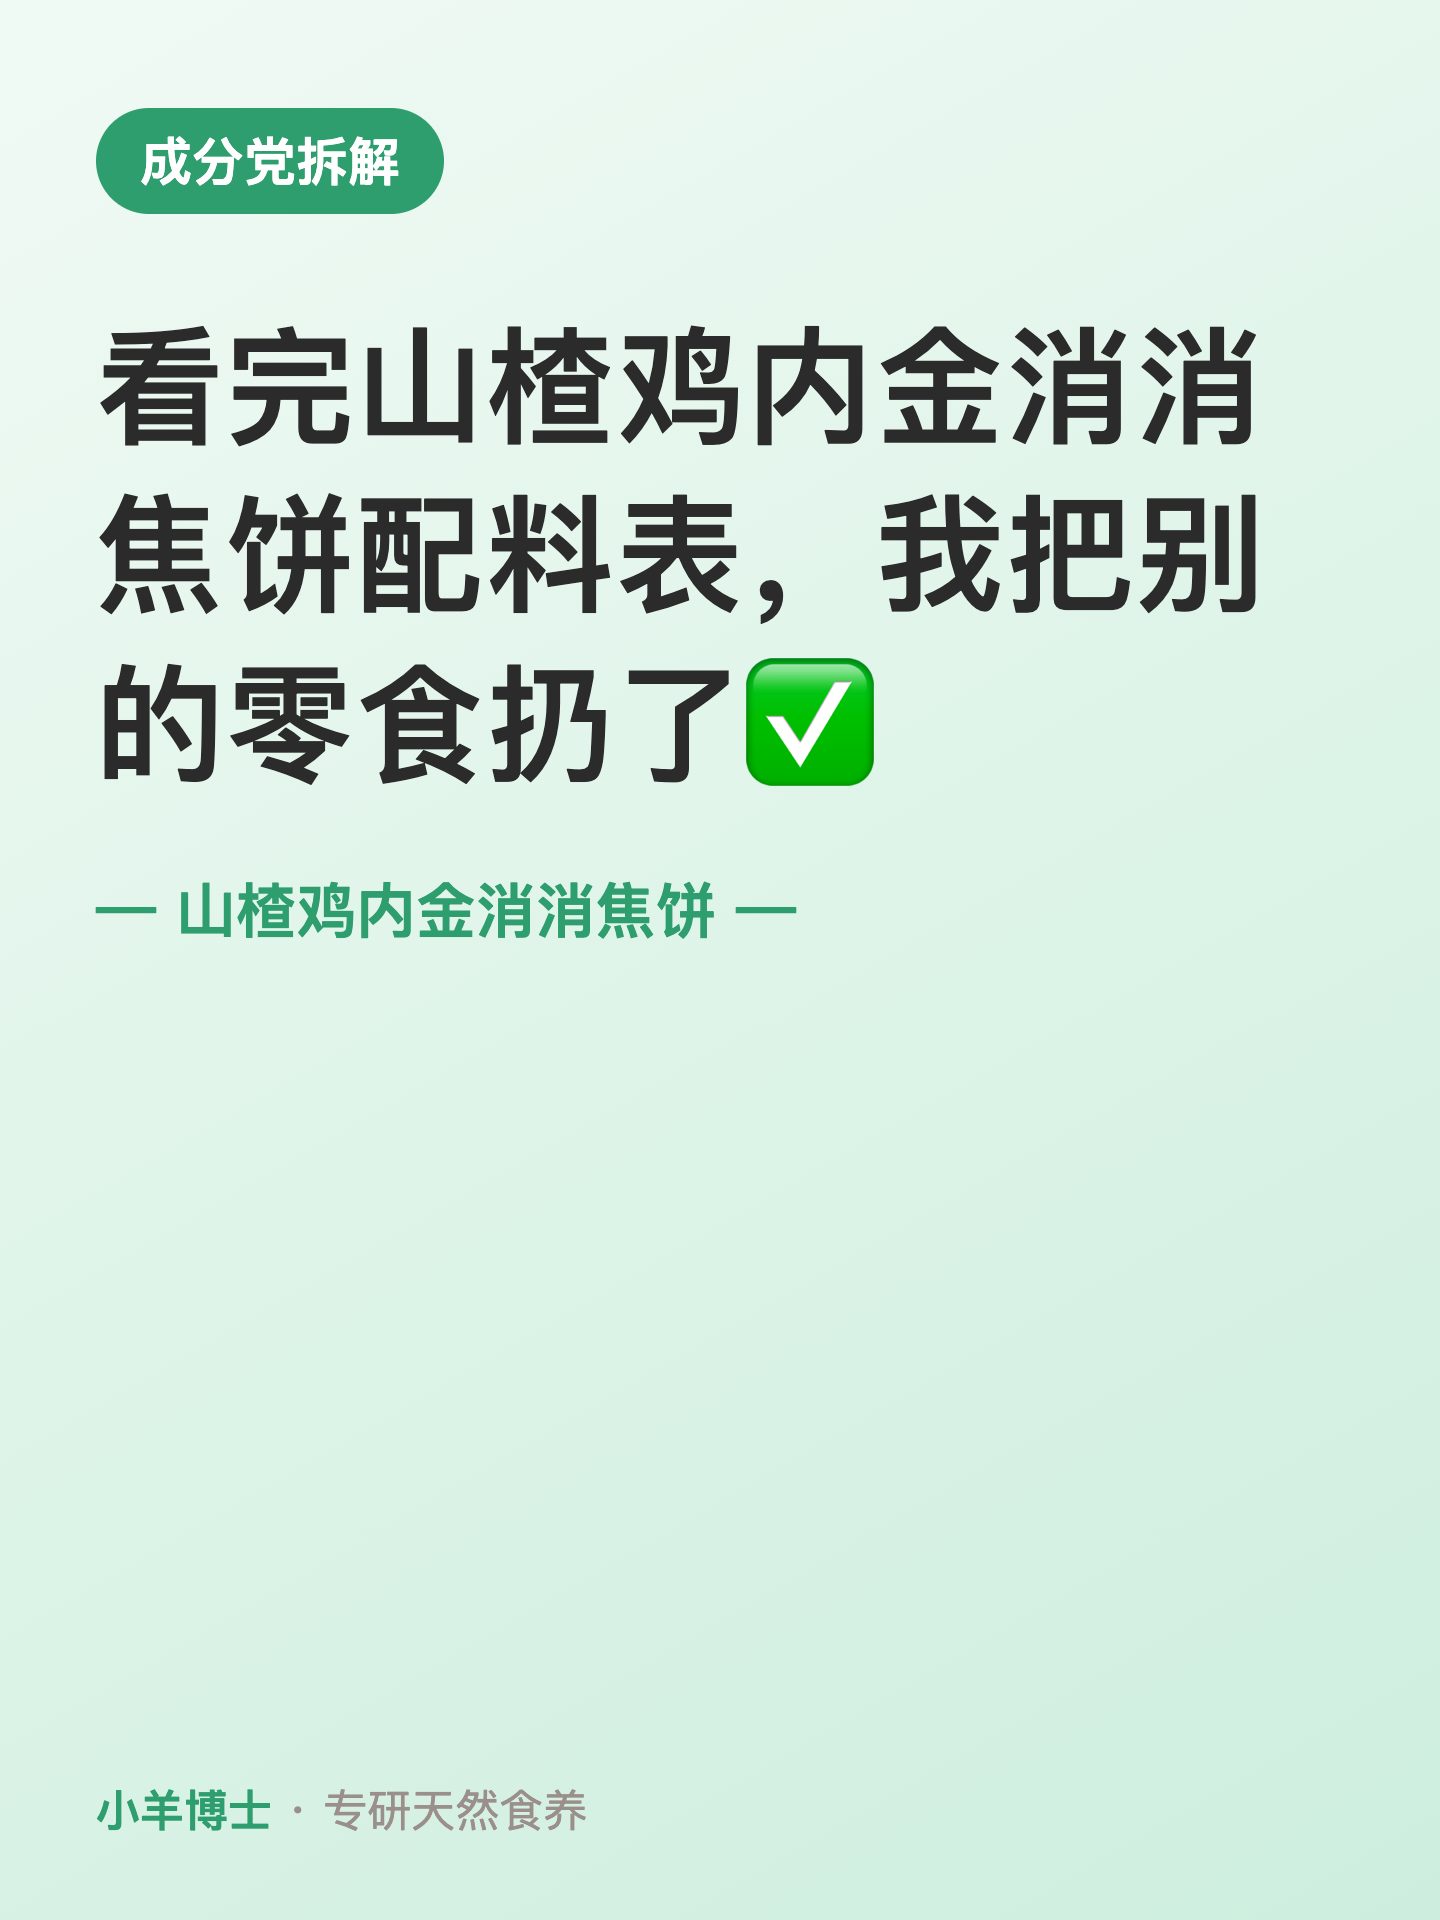 成分党拆解
看完山楂鸡内金消消
焦饼配料表，我把别
的零食扔了✅
— 山楂鸡内金消消焦饼 —
小羊博士 · 专研天然食养